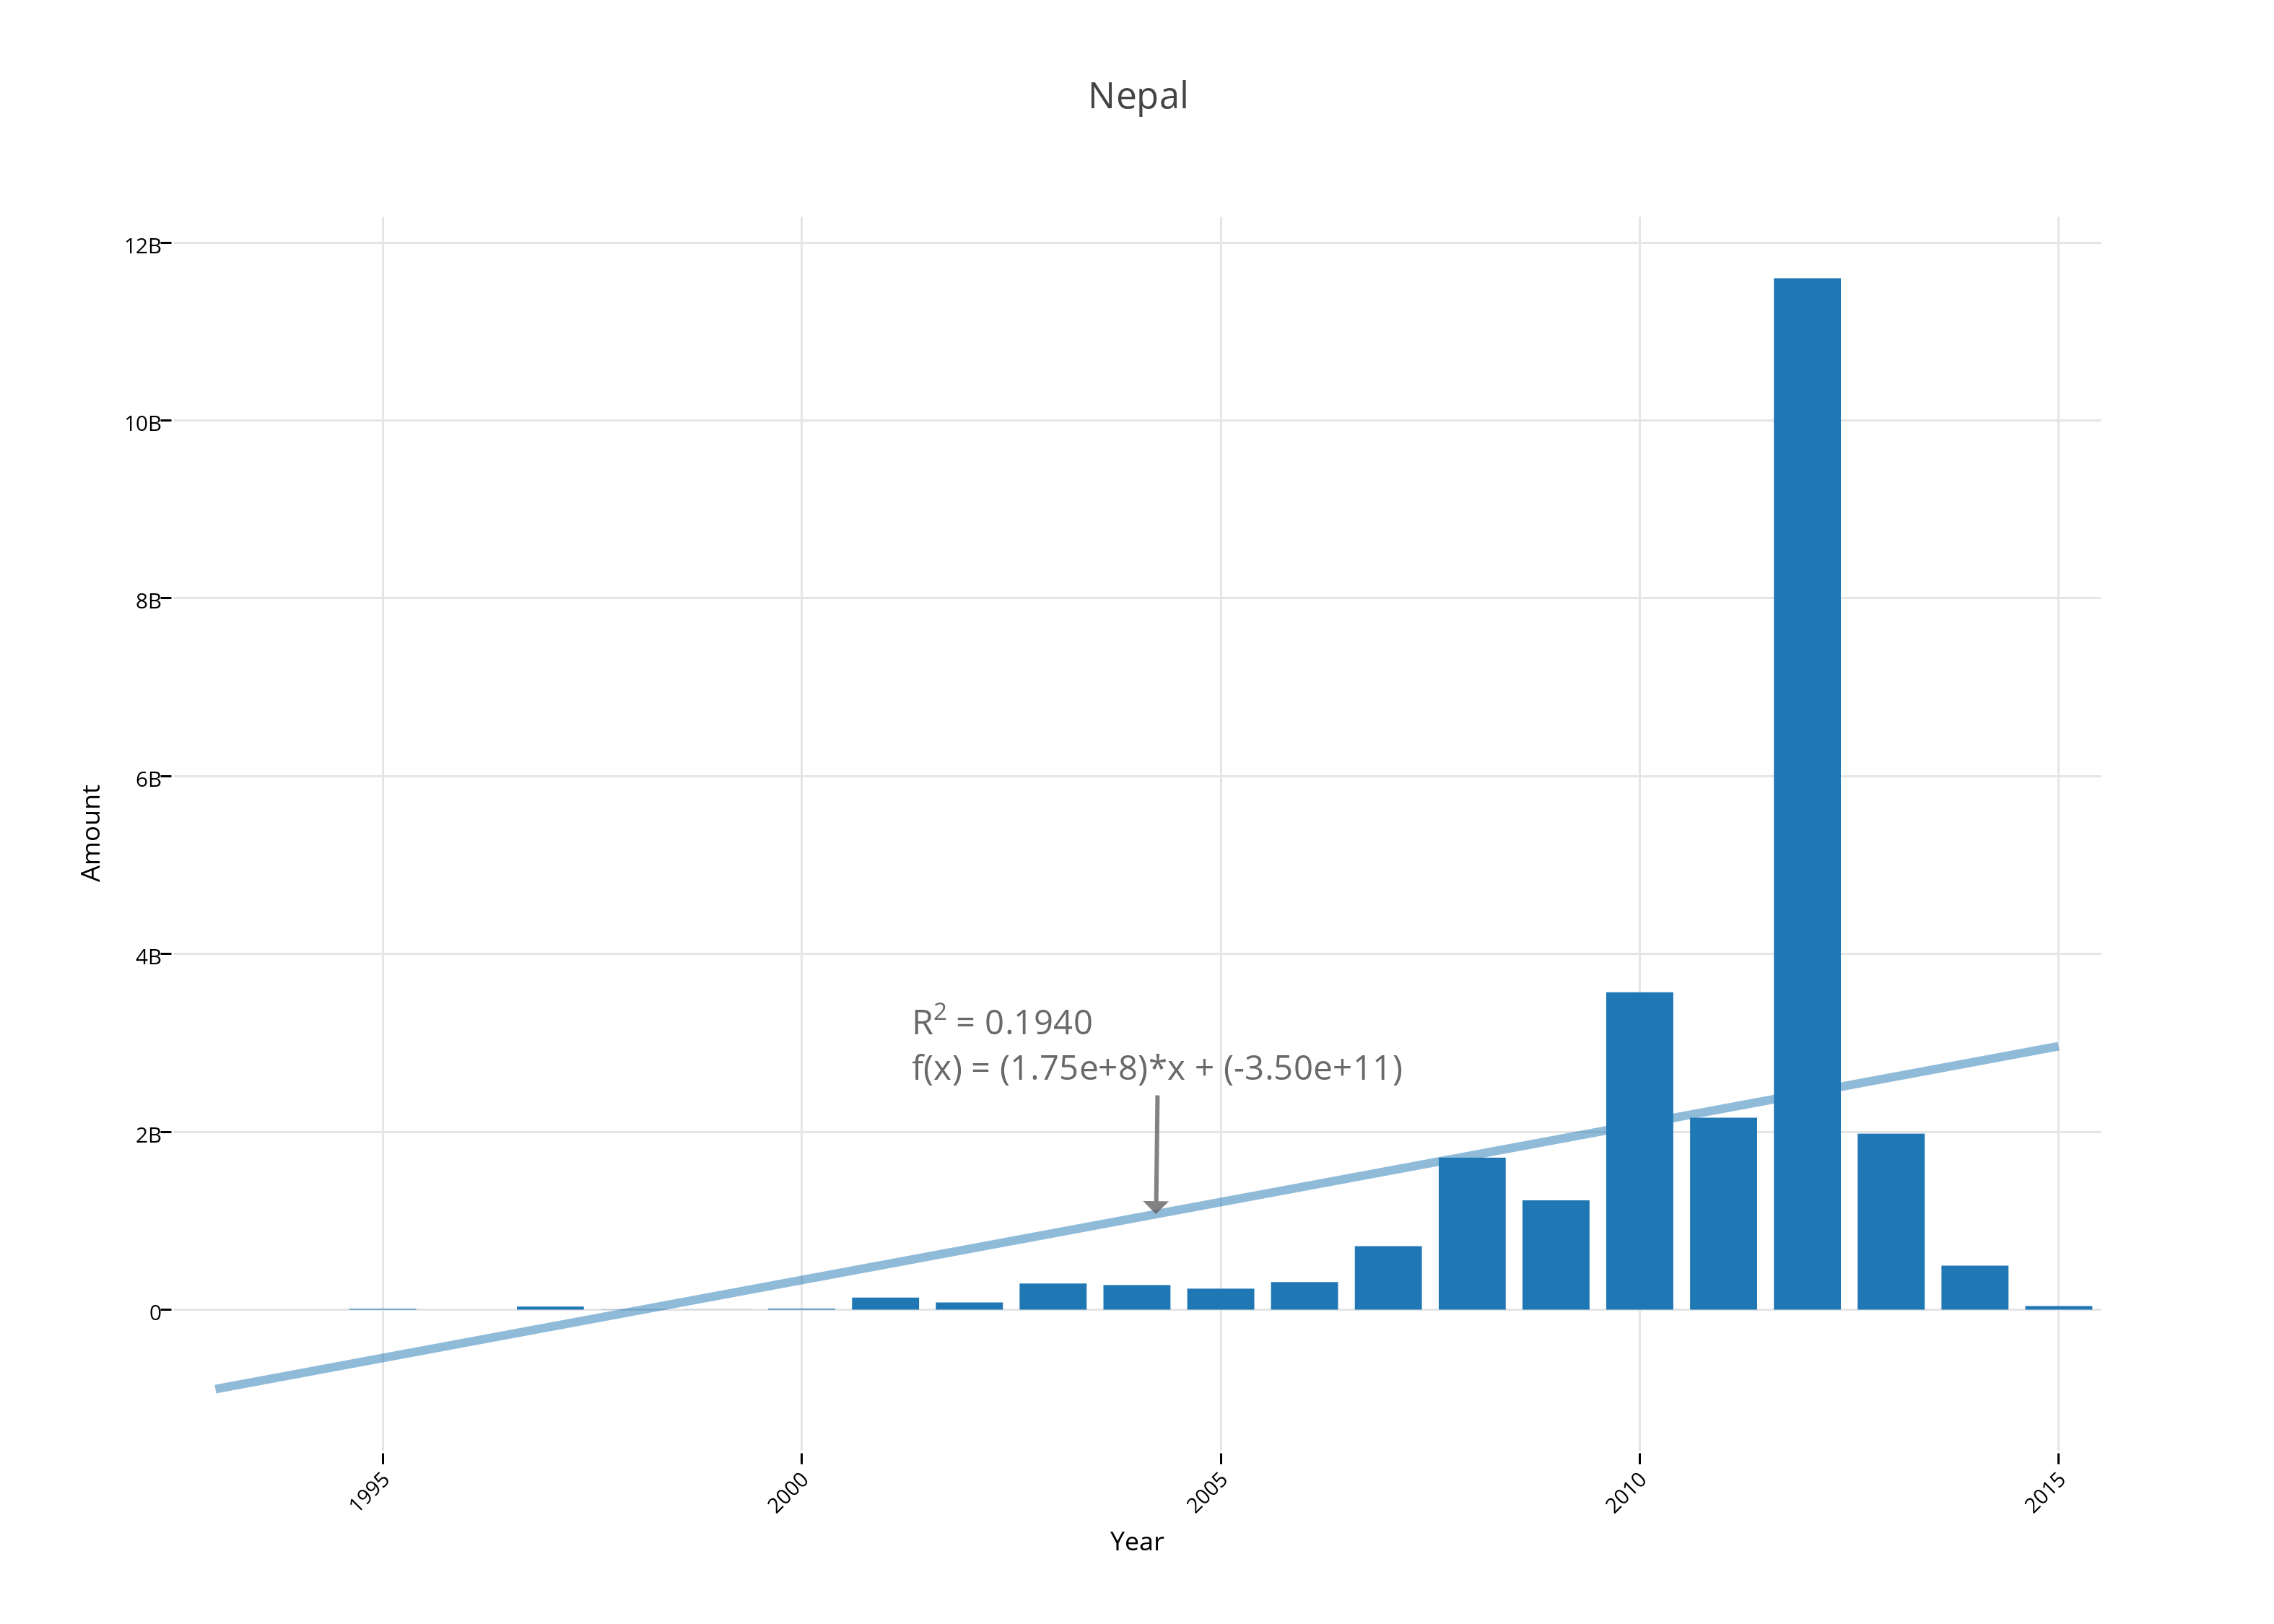 Nepal
12B
10B
8B
6B
4B
2B
0
Amount
R² = 0.1940
f(x) = (1.75e+8)*x + (-3.50e+11)
1995
2000
2005
2010
2015
Year